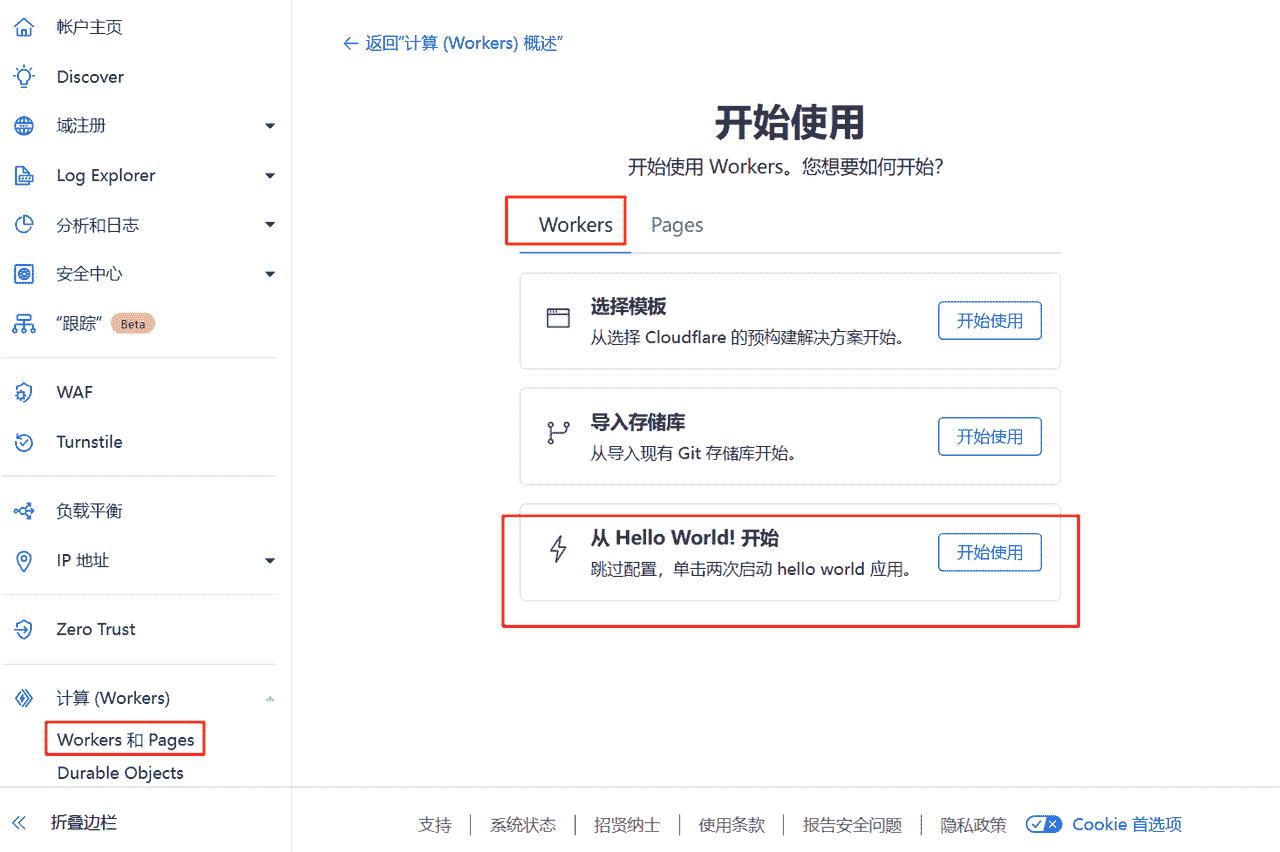 帐户主页
Discover
域注册
Log Explorer
分析和日志
安全中心
“跟踪” Beta
WAF
Turnstile
负载平衡
IP 地址
Zero Trust
计算 (Workers)
Workers 和 Pages
Durable Objects
折叠边栏
返回“计算 (Workers) 概述”
开始使用
开始使用 Workers。您想要如何开始?
Workers Pages
选择模板
从选择 Cloudflare 的预构建解决方案开始。
开始使用
导入存储库
从导入现有 Git 存储库开始。
开始使用
从 Hello World! 开始
跳过配置，单击两次启动 hello world 应用。
开始使用
支持 系统状态 招贤纳士 使用条款 报告安全问题 隐私政策 Cookie 首选项